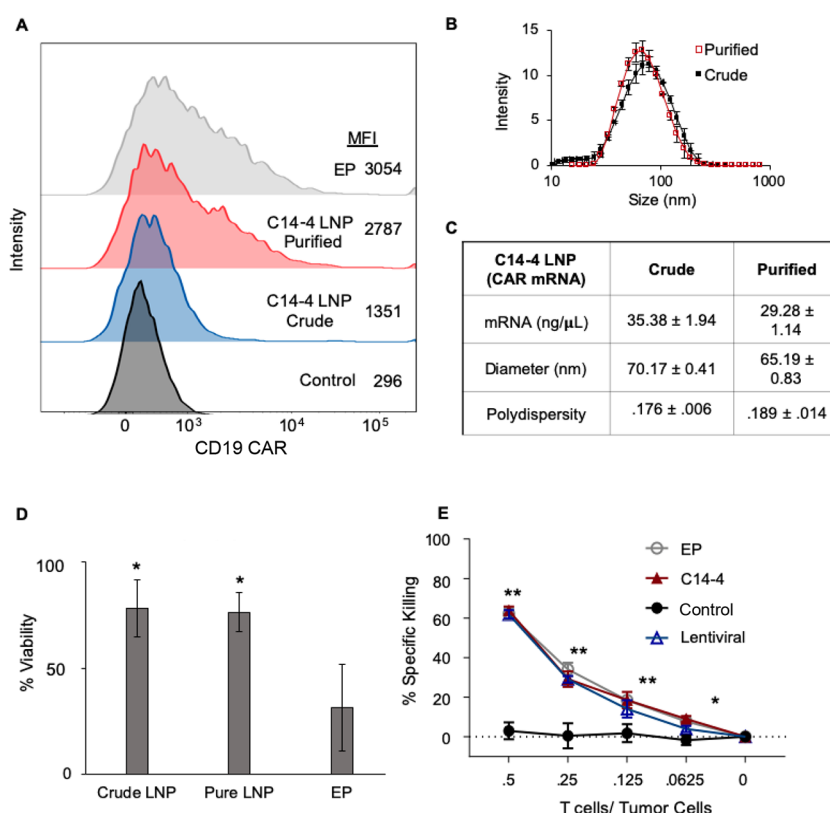 A
MFI
EP 3054
C14-4 LNP
Purified
2787
C14-4 LNP
Crude
1351
Control 296
Intensity
0 10³ 10⁴ 10⁵
CD19 CAR
B
15
10
5
0
Intensity
Purified
Crude
10 100 1000
Size (nm)
C
C14-4 LNP
(CAR mRNA)
Crude
Purified
mRNA (ng/μL)
35.38 ± 1.94
29.28 ±
1.14
Diameter (nm)
70.17 ± 0.41
65.19 ±
0.83
Polydispersity
.176 ± .006
.189 ± .014
D
100
50
0
% Viability
* *
Crude LNP Pure LNP EP
E
100
80
60
40
20
0
% Specific Killing
EP
C14-4
Control
Lentiviral
**
**
**
*
.5 .25 .125 .0625 0
T cells/ Tumor Cells